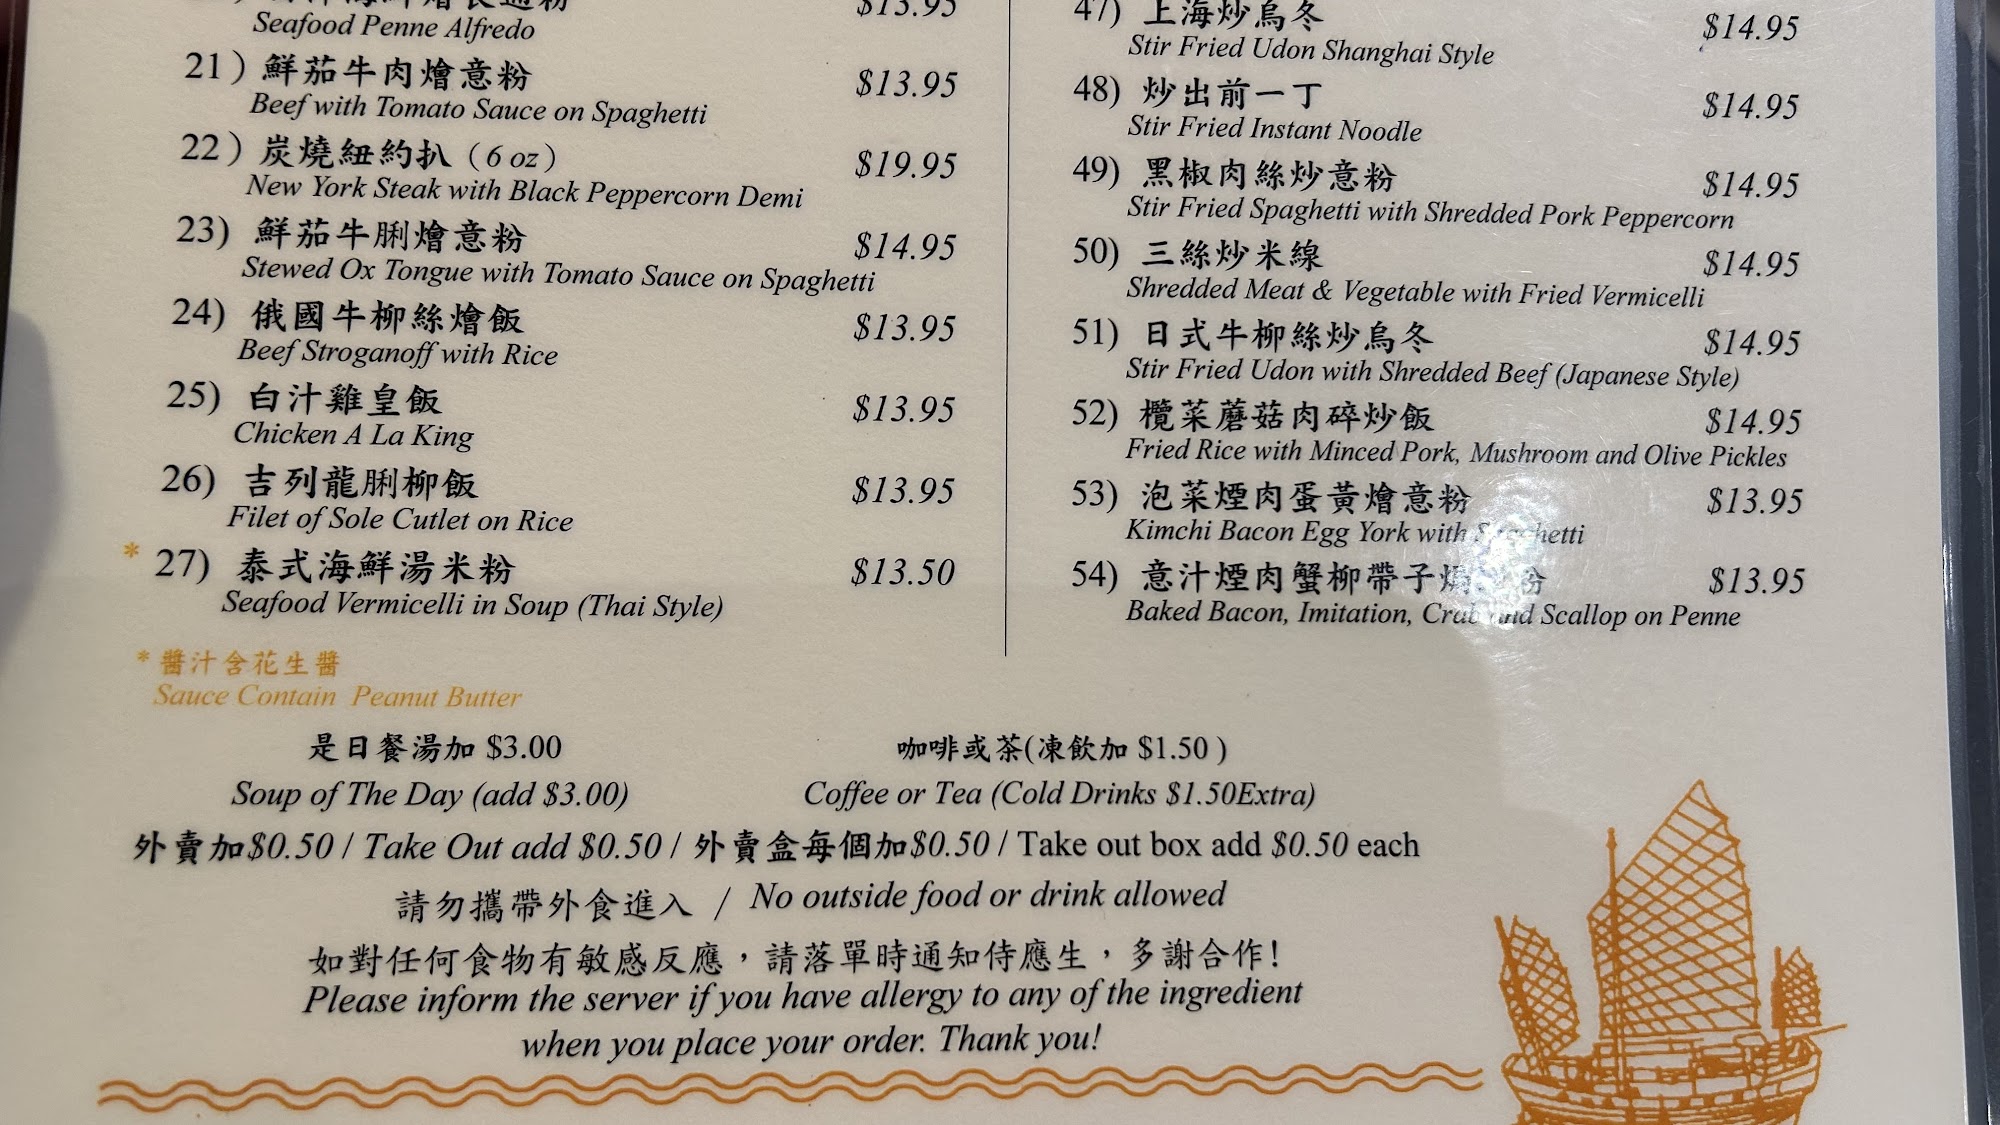 Seafood Penne Alfredo $13.95
21) 鮮茄牛肉燴意粉 $13.95
Beef with Tomato Sauce on Spaghetti
22) 炭燒紐約扒 (6 oz) $19.95
New York Steak with Black Peppercorn Demi
23) 鮮茄牛脷燴意粉 $14.95
Stewed Ox Tongue with Tomato Sauce on Spaghetti
24) 俄國牛柳絲燴飯 $13.95
Beef Stroganoff with Rice
25) 白汁雞皇飯 $13.95
Chicken A La King
26) 吉列龍脷柳飯 $13.95
Filet of Sole Cutlet on Rice
* 27) 泰式海鮮湯米粉 $13.50
Seafood Vermicelli in Soup (Thai Style)
* 醬汁含花生醬
Sauce Contain Peanut Butter
47) 上海炒烏冬 $14.95
Stir Fried Udon Shanghai Style
48) 炒出前一丁 $14.95
Stir Fried Instant Noodle
49) 黑椒肉絲炒意粉 $14.95
Stir Fried Spaghetti with Shredded Pork Peppercorn
50) 三絲炒米線 $14.95
Shredded Meat & Vegetable with Fried Vermicelli
51) 日式牛柳絲炒烏冬 $14.95
Stir Fried Udon with Shredded Beef (Japanese Style)
52) 欖菜蘑菇肉碎炒飯 $14.95
Fried Rice with Minced Pork, Mushroom and Olive Pickles
53) 泡菜煙肉蛋黃燴意粉 $13.95
Kimchi Bacon Egg York with Spaghetti
54) 意汁煙肉蟹柳帶子焗 粉 $13.95
Baked Bacon, Imitation, Crab and Scallop on Penne
是日餐湯加 $3.00
Soup of The Day (add $3.00)
咖啡或茶(凍飲加 $1.50 )
Coffee or Tea (Cold Drinks $1.50Extra)
外賣加$0.50 / Take Out add $0.50 / 外賣盒每個加$0.50 / Take out box add $0.50 each
請勿攜帶外食進入 / No outside food or drink allowed
如對任何食物有敏感反應，請落單時通知侍應生，多謝合作!
Please inform the server if you have allergy to any of the ingredient
when you place your order. Thank you!